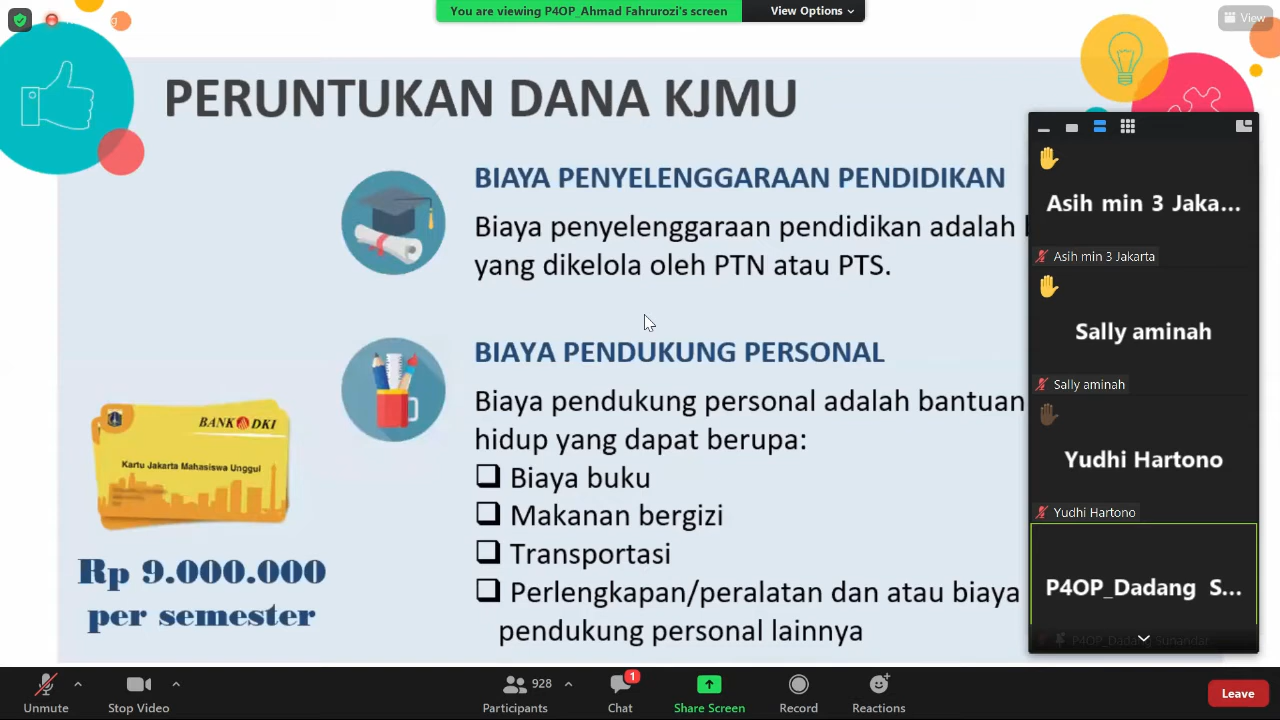 You are viewing P4OP_Ahmad Fahrurozi's screen
View Options
View
PERUNTUKAN DANA KJMU
BIAYA PENYELENGGARAAN PENDIDIKAN
Biaya penyelenggaraan pendidikan adalah
yang dikelola oleh PTN atau PTS.
BIAYA PENDUKUNG PERSONAL
Biaya pendukung personal adalah bantuan
hidup yang dapat berupa:
Biaya buku
Makanan bergizi
Transportasi
Perlengkapan/peralatan dan atau biaya
pendukung personal lainnya
BANK DKI
Kartu Jakarta Mahasiswa Unggul
Rp 9.000.000
per semester
Asih min 3 Jaka...
Asih min 3 Jakarta
Sally aminah
Sally aminah
Yudhi Hartono
Yudhi Hartono
P4OP_Dadang S...
P4OP_Dadang Sunandar
Unmute
Stop Video
928
Participants
1
Chat
Share Screen
Record
Reactions
Leave